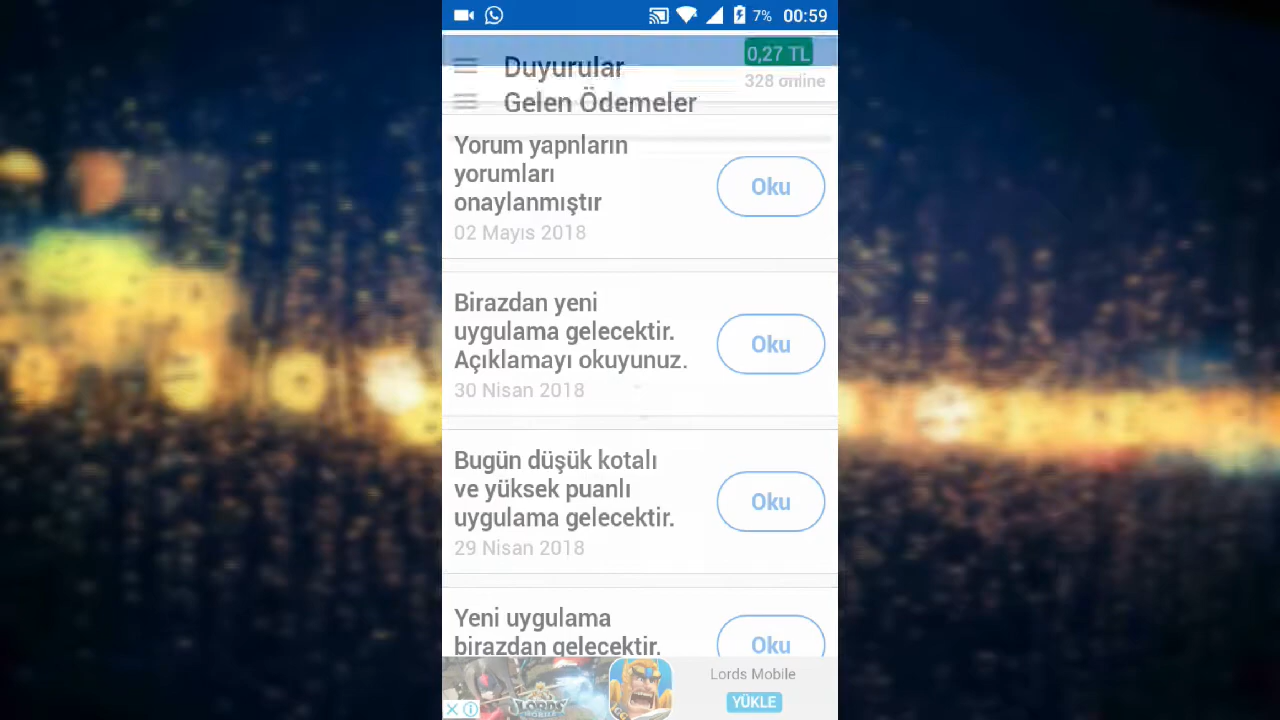 7% 00:59
Duyurular
0,27 TL
328 online
Gelen Ödemeler
Yorum yapnların
yorumları
onaylanmıştır
Oku
02 Mayıs 2018
Birazdan yeni
uygulama gelecektir.
Açıklamayı okuyunuz.
Oku
30 Nisan 2018
Bugün düşük kotalı
ve yüksek puanlı
uygulama gelecektir.
Oku
29 Nisan 2018
Yeni uygulama
birazdan gelecektir.
Oku
Lords Mobile
LORDS
MOBILE
YÜKLE